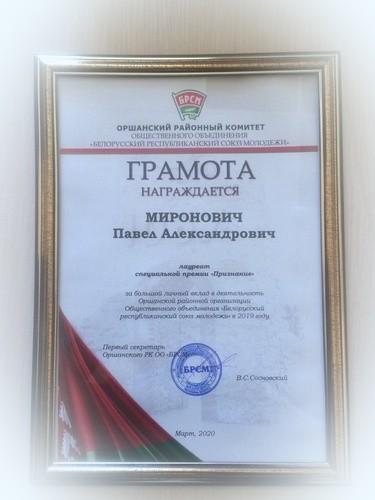 БРСМ
ОРШАНСКИЙ РАЙОННЫЙ КОМИТЕТ
ОБЩЕСТВЕННОГО ОБЪЕДИНЕНИЯ
«БЕЛОРУССКИЙ РЕСПУБЛИКАНСКИЙ СОЮЗ МОЛОДЕЖИ»
ГРАМОТА
НАГРАЖДАЕТСЯ
МИРОНОВИЧ
Павел Александрович
лауреат
специальной премии «Признание»
за большой личный вклад в деятельность
Оршанской районной организации
Общественного объединения «Белорусский
республиканский союз молодежи» в 2019 году
Первый секретарь
Оршанского РК ОО «БРСМ»
БРСМ
В.С.Сосновский
Март, 2020